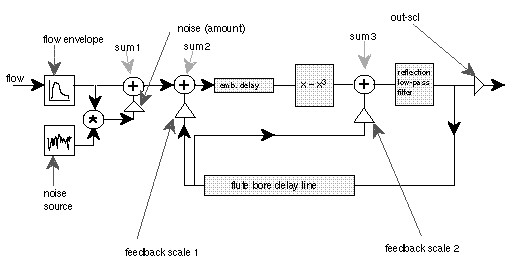 out-scl
noise (amount)
flow envelope
sum1
sum2
sum3
flow
emb. delay
x – x³
reflection
low-pass
filter
*
noise
source
flute bore delay line
feedback scale 1
feedback scale 2